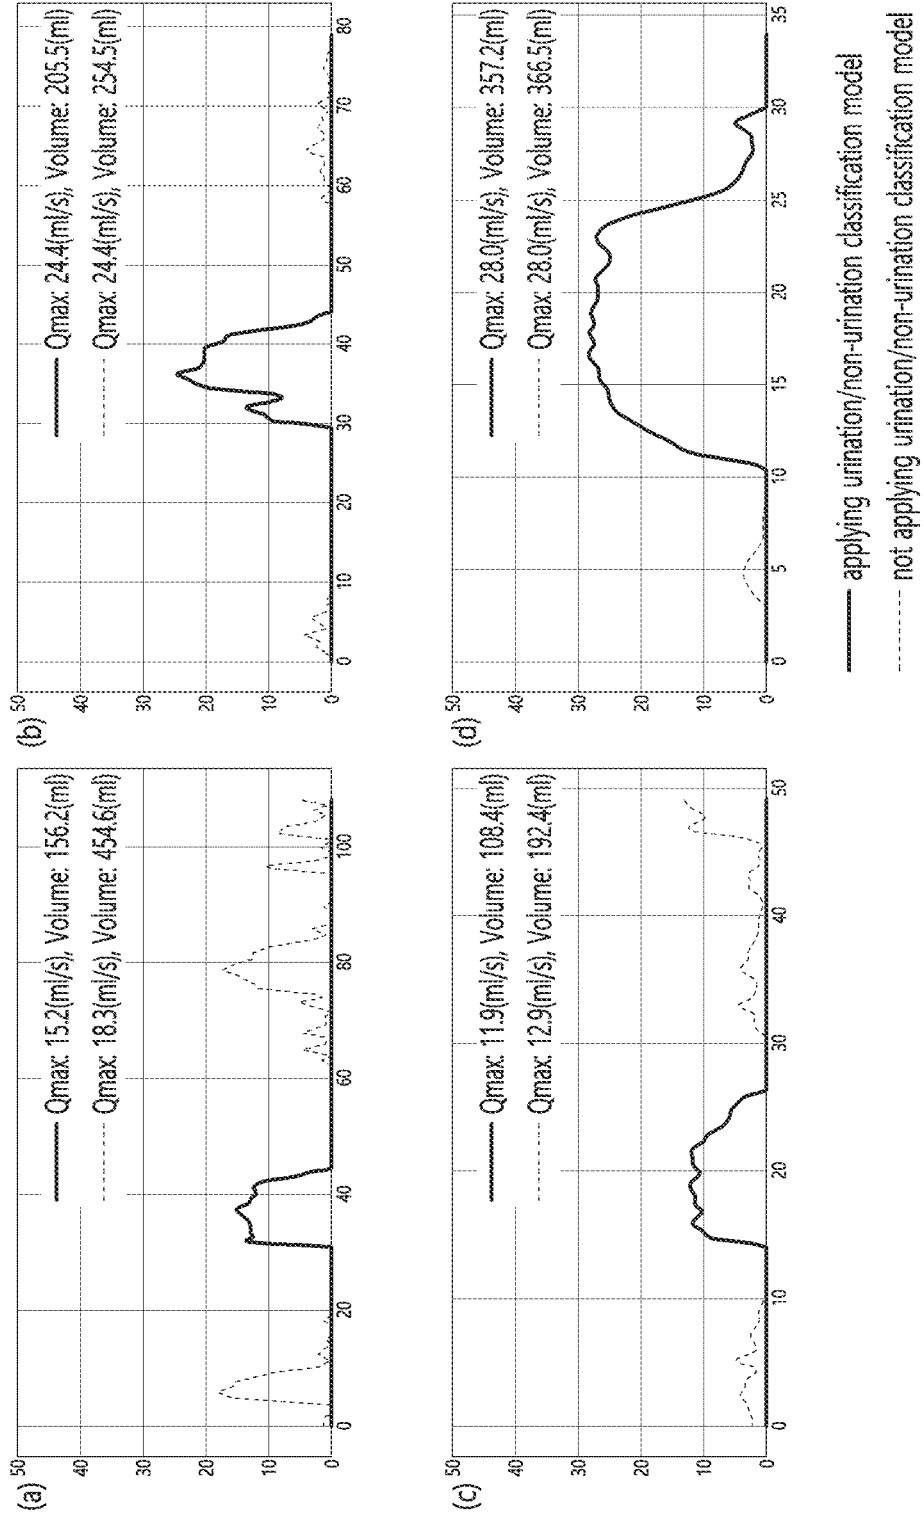 (a)
50
40
30
20
10
0
Qmax: 15.2(ml/s), Volume: 156.2(ml)
Qmax: 18.3(ml/s), Volume: 454.6(ml)
0 20 40 60 80 100
(b)
50
40
30
20
10
0
Qmax: 24.4(ml/s), Volume: 205.5(ml)
Qmax: 24.4(ml/s), Volume: 254.5(ml)
0 10 20 30 40 50 60 70 80
(c)
50
40
30
20
10
0
Qmax: 11.9(ml/s), Volume: 108.4(ml)
Qmax: 12.9(ml/s), Volume: 192.4(ml)
0 10 20 30 40 50
(d)
50
40
30
20
10
0
Qmax: 28.0(ml/s), Volume: 357.2(ml)
Qmax: 28.0(ml/s), Volume: 366.5(ml)
0 5 10 15 20 25 30 35
applying urination/non-urination classification model
not applying urination/non-urination classification model